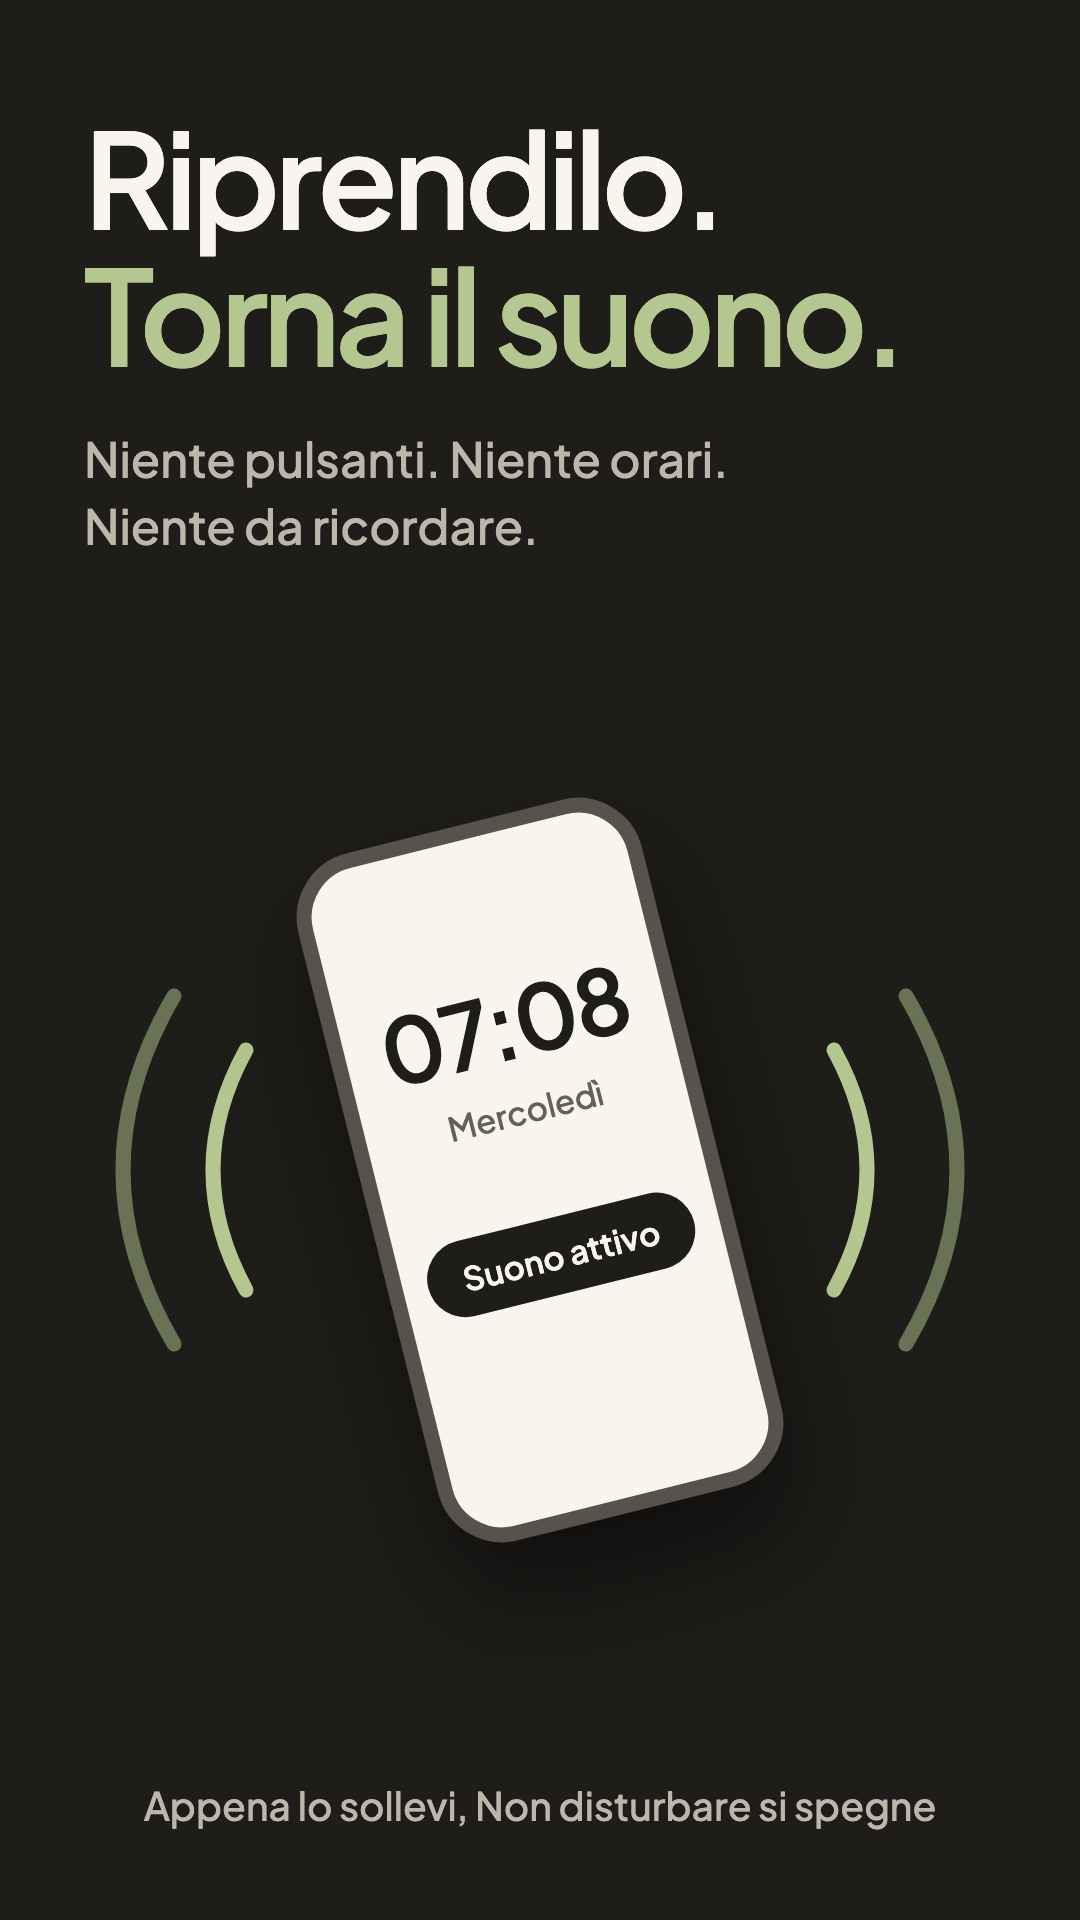 Riprendilo.
Torna il suono.
Niente pulsanti. Niente orari.
Niente da ricordare.
07:08
Mercoledì
Suono attivo
Appena lo sollevi, Non disturbare si spegne